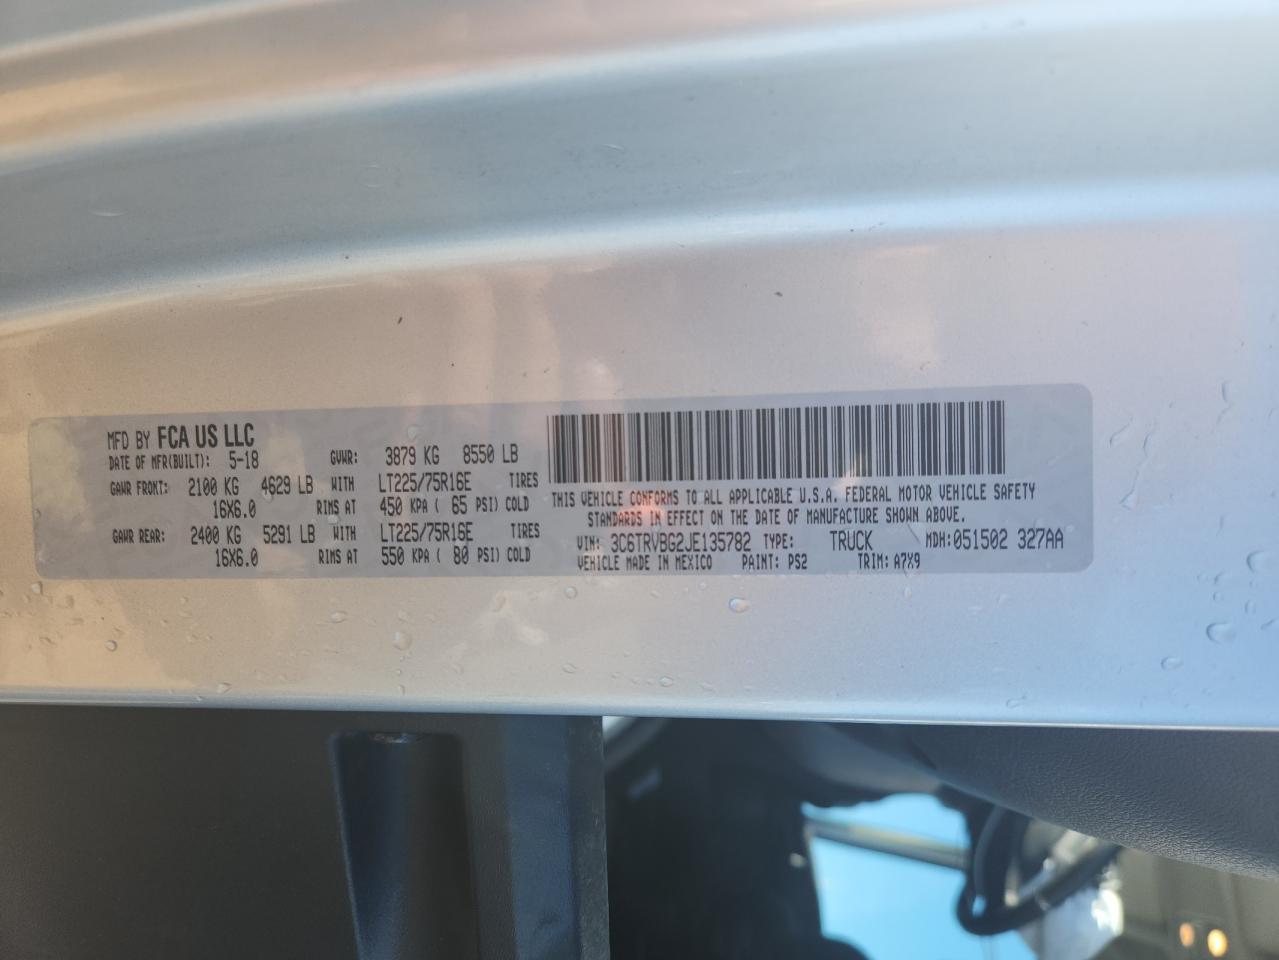 MFD BY FCA US LLC
DATE OF MFR(BUILT): 5-18 GVWR: 3879 KG 8550 LB
GAWR FRONT: 2100 KG 4629 LB WITH LT225/75R16E TIRES
16X6.0 RIMS AT 450 KPA ( 65 PSI) COLD
GAWR REAR: 2400 KG 5291 LB WITH LT225/75R16E TIRES
16X6.0 RIMS AT 550 KPA ( 80 PSI) COLD
THIS VEHICLE CONFORMS TO ALL APPLICABLE U.S.A. FEDERAL MOTOR VEHICLE SAFETY
STANDARDS IN EFFECT ON THE DATE OF MANUFACTURE SHOWN ABOVE.
VIN: 3C6TRVBG2JE135782 TYPE: TRUCK MDH:051502 327AA
VEHICLE MADE IN MEXICO PAINT: PS2 TRIM: A7X9